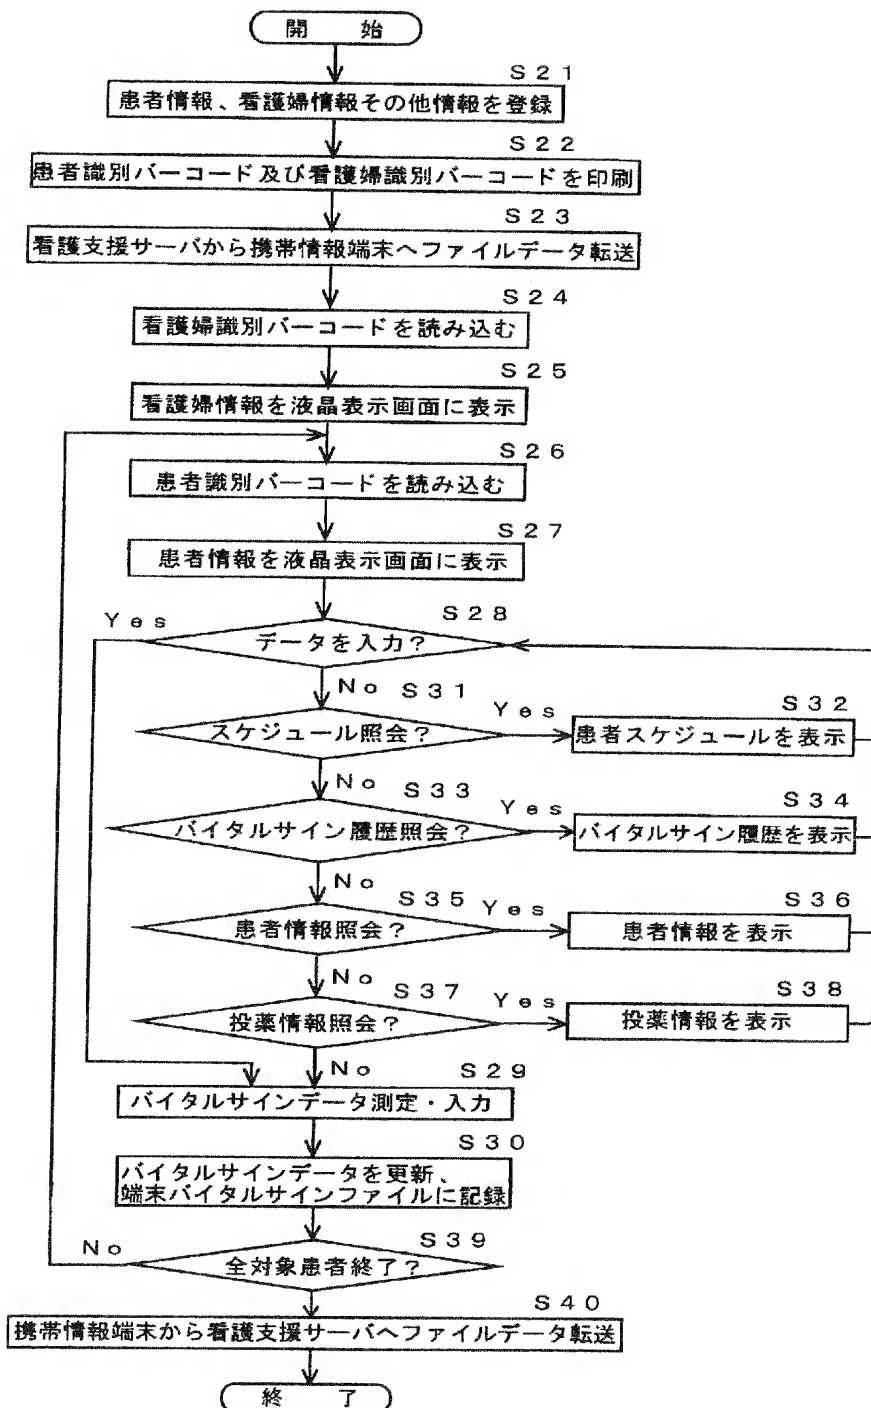 開 始
S21
患者情報、看護婦情報その他情報を登録
S22
患者識別バーコード及び看護婦識別バーコードを印刷
S23
看護支援サーバから携帯情報端末へファイルデータ転送
S24
看護婦識別バーコードを読み込む
S25
看護婦情報を液晶表示画面に表示
S26
患者識別バーコードを読み込む
S27
患者情報を液晶表示画面に表示
S28
Yes
データを入力?
No
S31
スケジュール照会?
Yes
S32
患者スケジュールを表示
No
S33
バイタルサイン履歴照会?
Yes
S34
バイタルサイン履歴を表示
No
S35
患者情報照会?
Yes
S36
患者情報を表示
No
S37
投薬情報照会?
Yes
S38
投薬情報を表示
No
S29
バイタルサインデータ測定・入力
S30
バイタルサインデータを更新、
端末バイタルサインファイルに記録
S39
No
全対象患者終了?
S40
携帯情報端末から看護支援サーバへファイルデータ転送
終 了